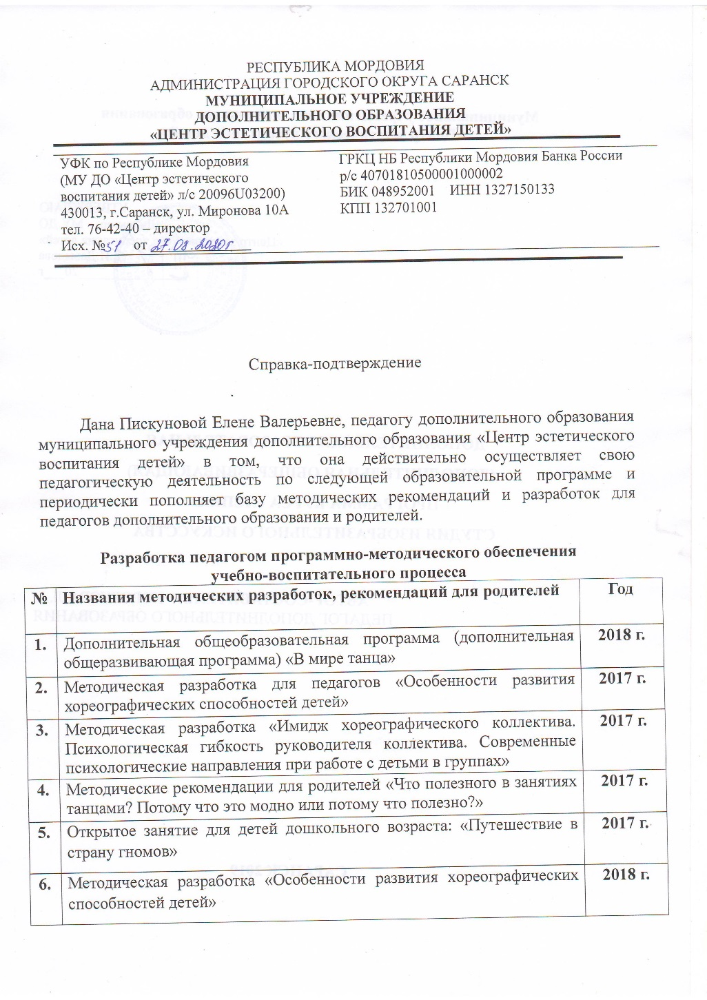 РЕСПУБЛИКА МОРДОВИЯ
АДМИНИСТРАЦИЯ ГОРОДСКОГО ОКРУГА САРАНСК
МУНИЦИПАЛЬНОЕ УЧРЕЖДЕНИЕ
ДОПОЛНИТЕЛЬНОГО ОБРАЗОВАНИЯ
«ЦЕНТР ЭСТЕТИЧЕСКОГО ВОСПИТАНИЯ ДЕТЕЙ»
УФК по Республике Мордовия
(МУ ДО «Центр эстетического
воспитания детей» л/с 20096U03200)
430013, г.Саранск, ул. Миронова 10А
тел. 76-42-40 – директор
Исх. №51 от 27.08.2020г.
ГРКЦ НБ Республики Мордовия Банка России
р/с 40701810500001000002
БИК 048952001 ИНН 1327150133
КПП 132701001
Справка-подтверждение
Дана Пискуновой Елене Валерьевне, педагогу дополнительного образования
муниципального учреждения дополнительного образования «Центр эстетического
воспитания детей» в том, что она действительно осуществляет свою
педагогическую деятельность по следующей образовательной программе и
периодически пополняет базу методических рекомендаций и разработок для
педагогов дополнительного образования и родителей.
Разработка педагогом программно-методического обеспечения
учебно-воспитательного процесса
№ Названия методических разработок, рекомендаций для родителей Год
1. Дополнительная общеобразовательная программа (дополнительная 2018 г.
общеразвивающая программа) «В мире танца»
2. Методическая разработка для педагогов «Особенности развития 2017 г.
хореографических способностей детей»
3. Методическая разработка «Имидж хореографического коллектива. 2017 г.
Психологическая гибкость руководителя коллектива. Современные
психологические направления при работе с детьми в группах»
4. Методические рекомендации для родителей «Что полезного в занятиях 2017 г.
танцами? Потому что это модно или потому что полезно?»
5. Открытое занятие для детей дошкольного возраста: «Путешествие в 2017 г.
страну гномов»
6. Методическая разработка «Особенности развития хореографических 2018 г.
способностей детей»